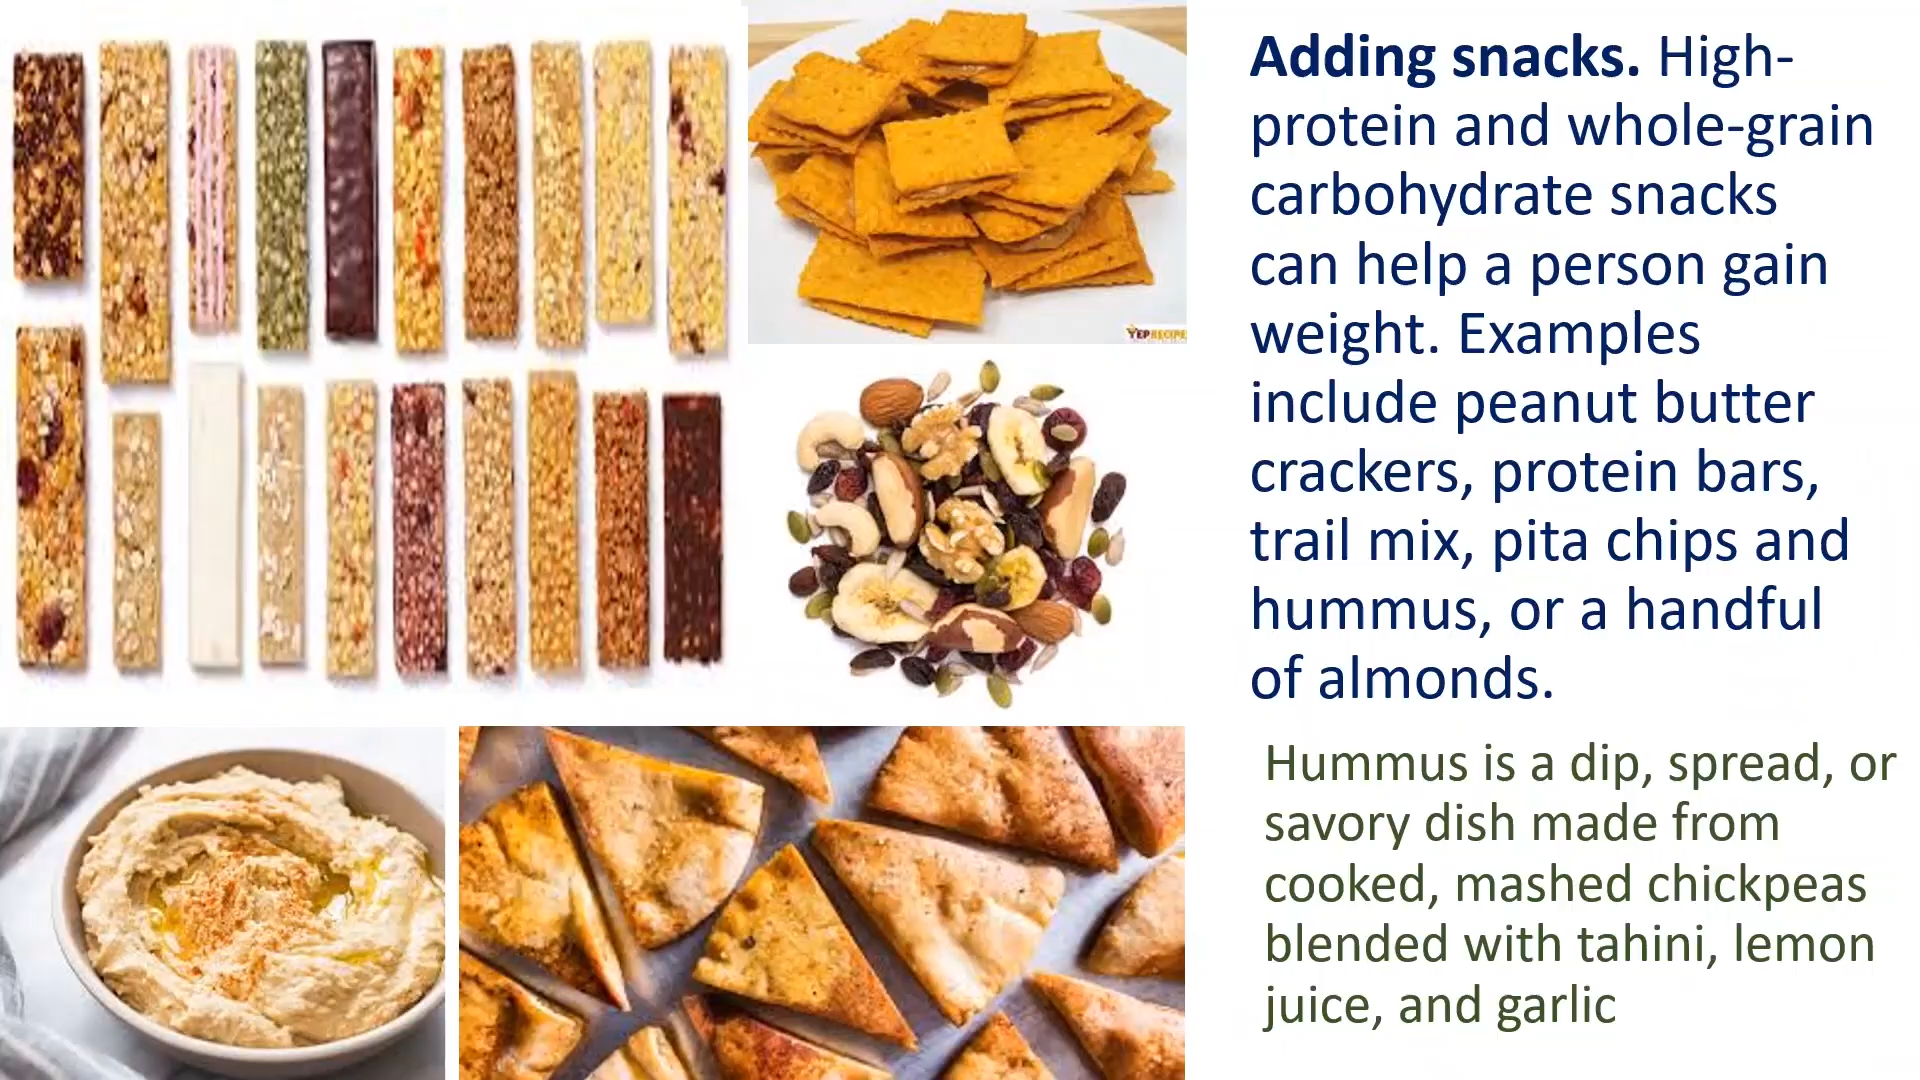 Adding snacks. High-
protein and whole-grain
carbohydrate snacks
can help a person gain
weight. Examples
include peanut butter
crackers, protein bars,
trail mix, pita chips and
hummus, or a handful
of almonds.
Hummus is a dip, spread, or
savory dish made from
cooked, mashed chickpeas
blended with tahini, lemon
juice, and garlic
YEPRECIPE